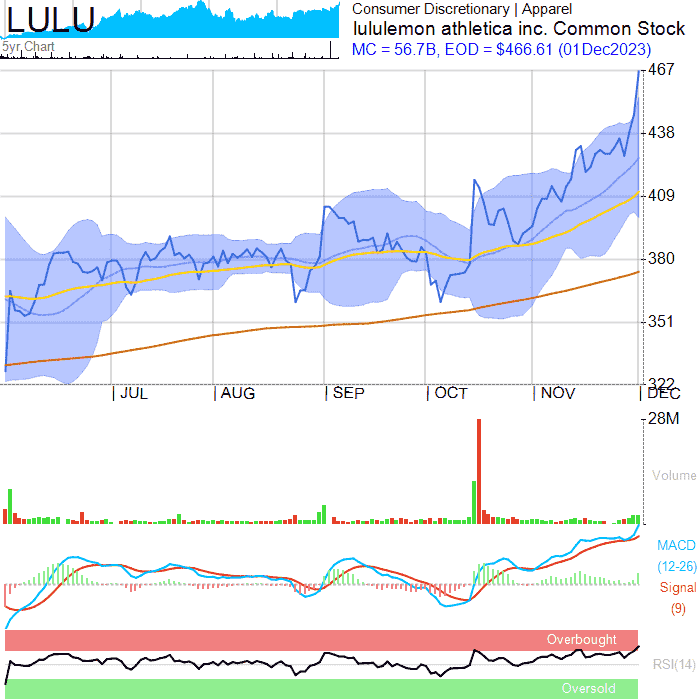 LULU
5yr.Chart
Consumer Discretionary | Apparel
lululemon athletica inc. Common Stock
MC = 56.7B, EOD = $466.61 (01Dec2023)
467
438
409
380
351
322
JUL AUG SEP OCT NOV DEC
28M
Volume
MACD
(12-26)
Signal
(9)
Overbought
RSI(14)
Oversold